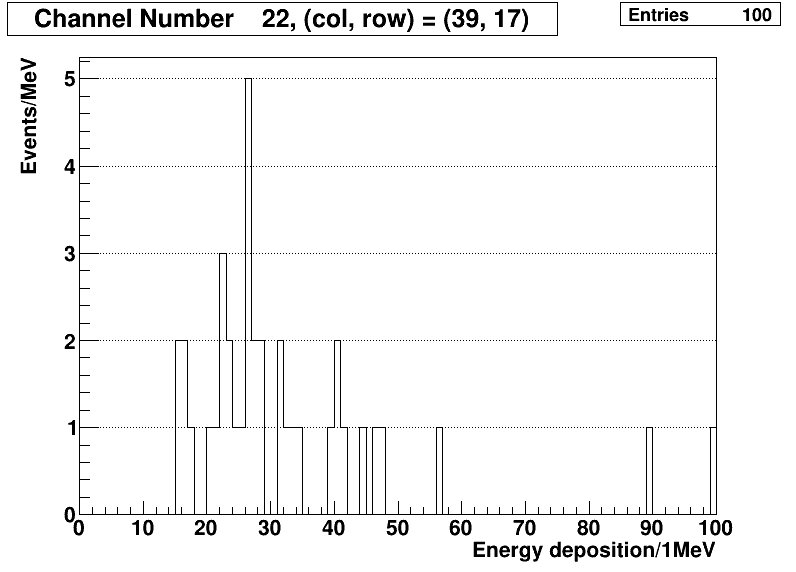 Channel Number 22, (col, row) = (39, 17)
Entries 100
Events/MeV
5
4
3
2
1
0
0 10 20 30 40 50 60 70 80 90 100
Energy deposition/1MeV